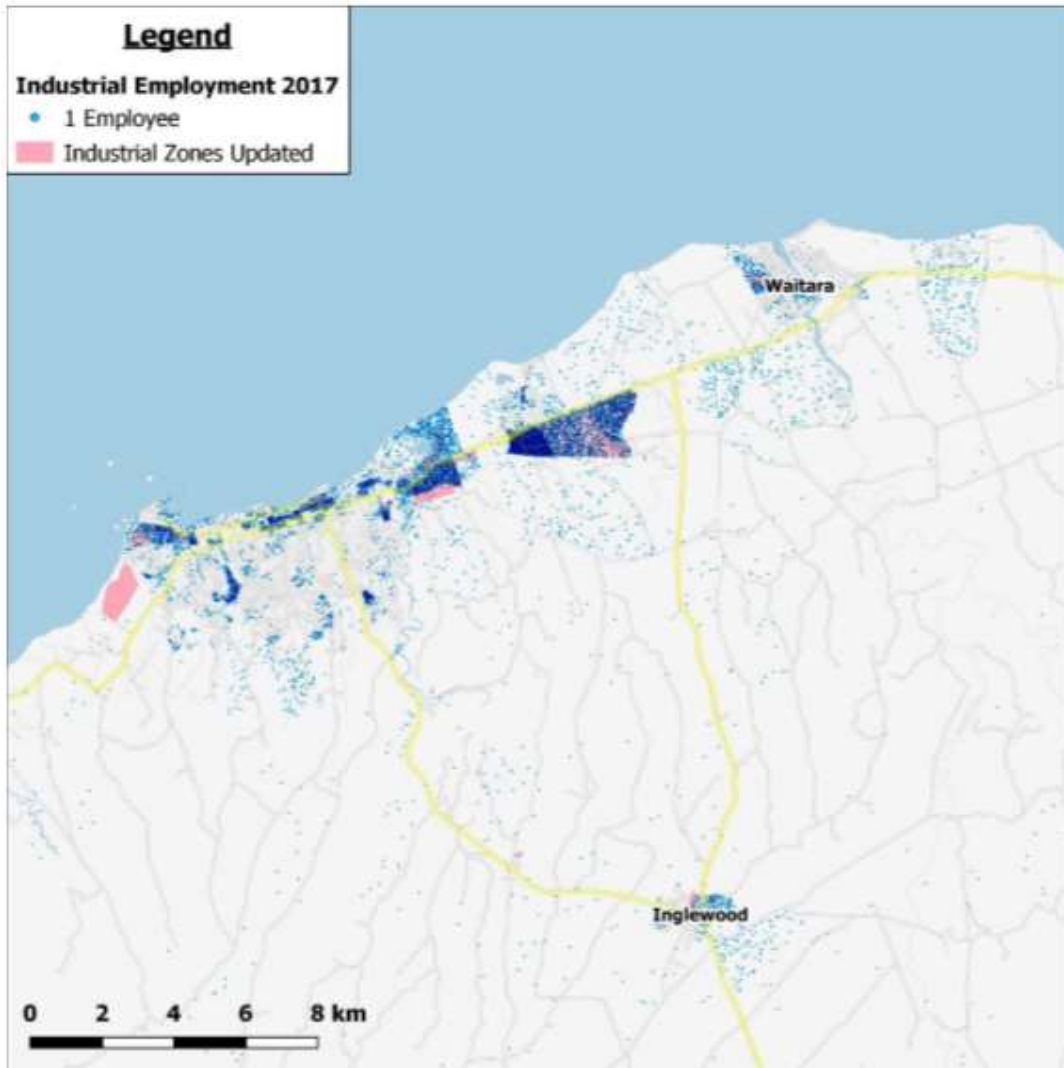 Legend
Industrial Employment 2017
1 Employee
Industrial Zones Updated
Waitara
Inglewood
0 2 4 6 8 km